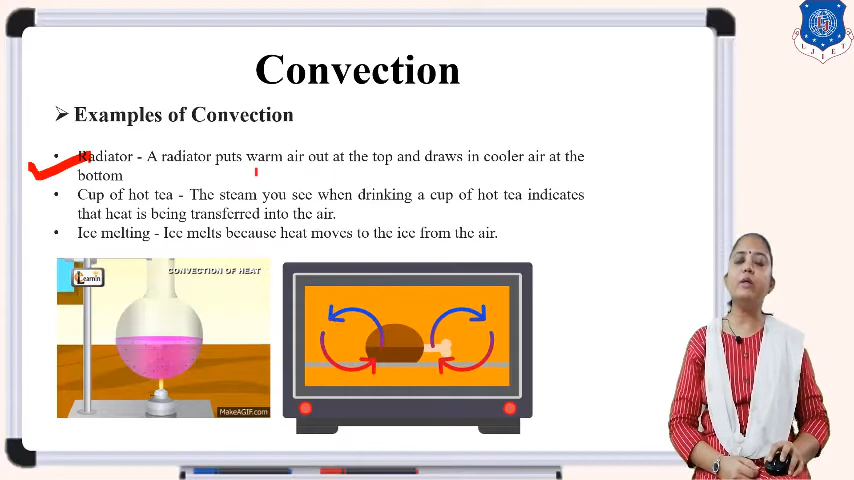 Convection
➢ Examples of Convection
• Radiator - A radiator puts warm air out at the top and draws in cooler air at the
bottom
• Cup of hot tea - The steam you see when drinking a cup of hot tea indicates
that heat is being transferred into the air.
• Ice melting - Ice melts because heat moves to the ice from the air.
CONVECTION OF HEAT
Learnin
MakeAGIF.com
UJIET